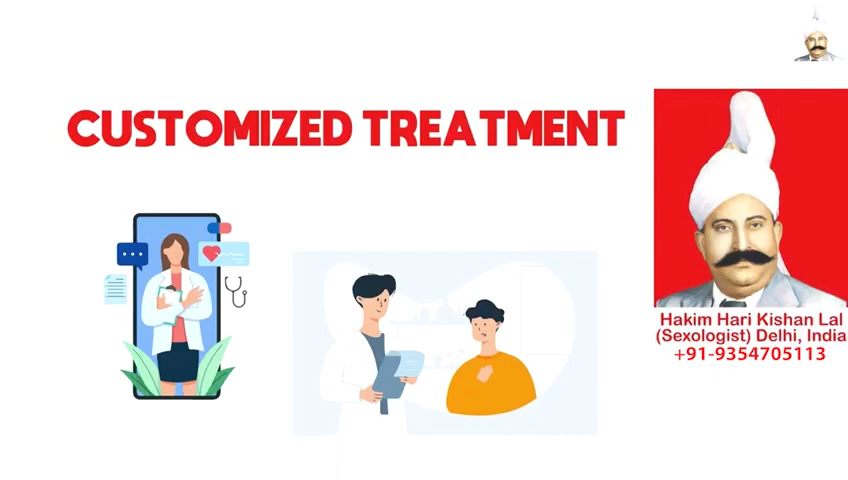 CUSTOMIZED TREATMENT
Hakim Hari Kishan Lal
(Sexologist) Delhi, India
+91-9354705113